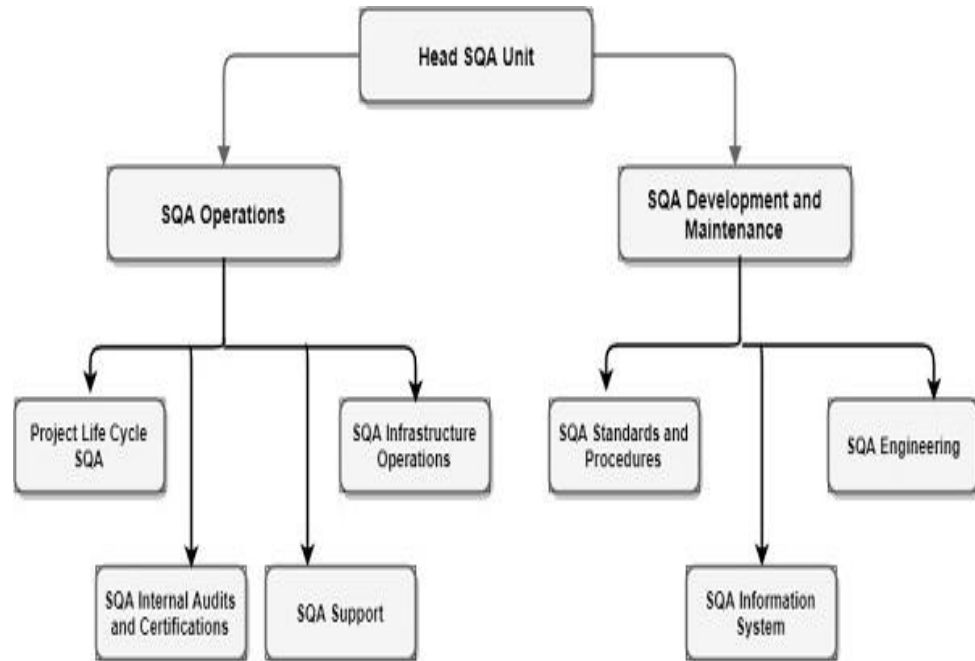 Head SQA Unit
SQA Operations
SQA Development and
Maintenance
Project Life Cycle
SQA
SQA Infrastructure
Operations
SQA Standards and
Procedures
SQA Engineering
SQA Internal Audits
and Certifications
SQA Support
SQA Information
System